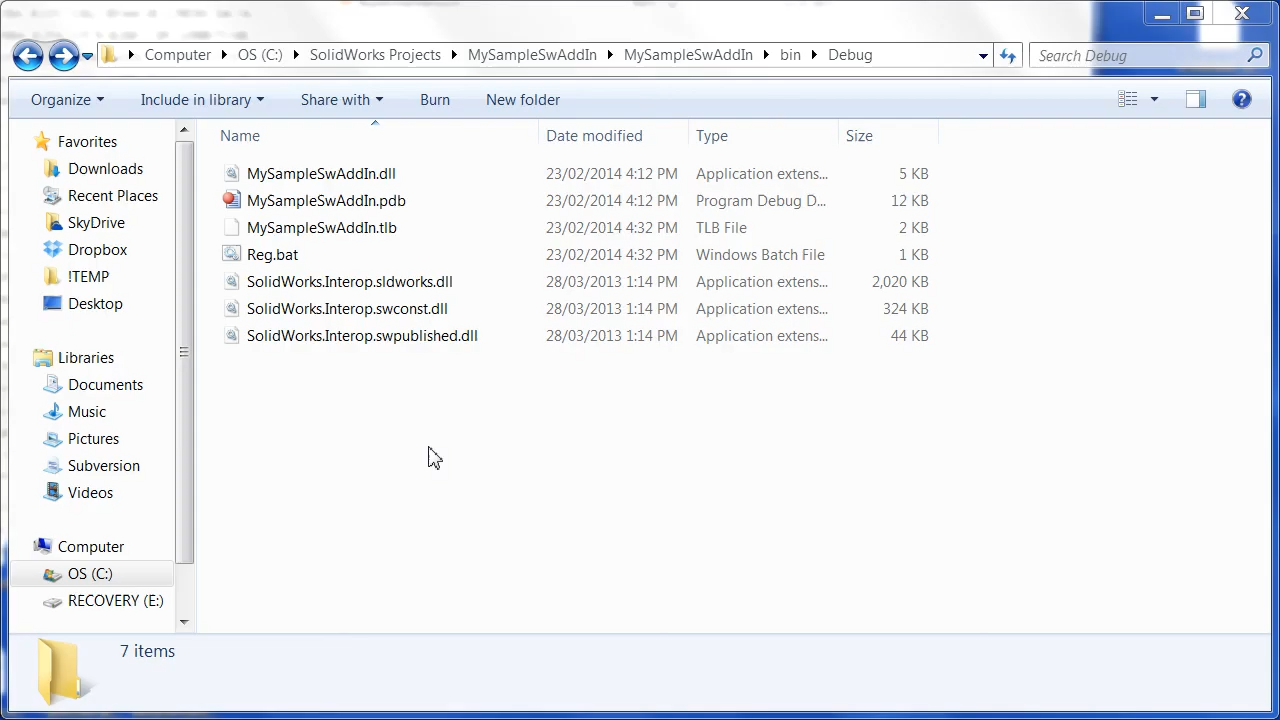 Computer OS (C:) SolidWorks Projects MySampleSwAddIn MySampleSwAddIn bin Debug
Search Debug
Organize Include in library Share with Burn New folder
Favorites
Downloads
Recent Places
SkyDrive
Dropbox
!TEMP
Desktop
Libraries
Documents
Music
Pictures
Subversion
Videos
Computer
OS (C:)
RECOVERY (E:)
Name Date modified Type Size
MySampleSwAddIn.dll 23/02/2014 4:12 PM Application extens... 5 KB
MySampleSwAddIn.pdb 23/02/2014 4:12 PM Program Debug D... 12 KB
MySampleSwAddIn.tlb 23/02/2014 4:32 PM TLB File 2 KB
Reg.bat 23/02/2014 4:32 PM Windows Batch File 1 KB
SolidWorks.Interop.sldworks.dll 28/03/2013 1:14 PM Application extens... 2,020 KB
SolidWorks.Interop.swconst.dll 28/03/2013 1:14 PM Application extens... 324 KB
SolidWorks.Interop.swpublished.dll 28/03/2013 1:14 PM Application extens... 44 KB
7 items